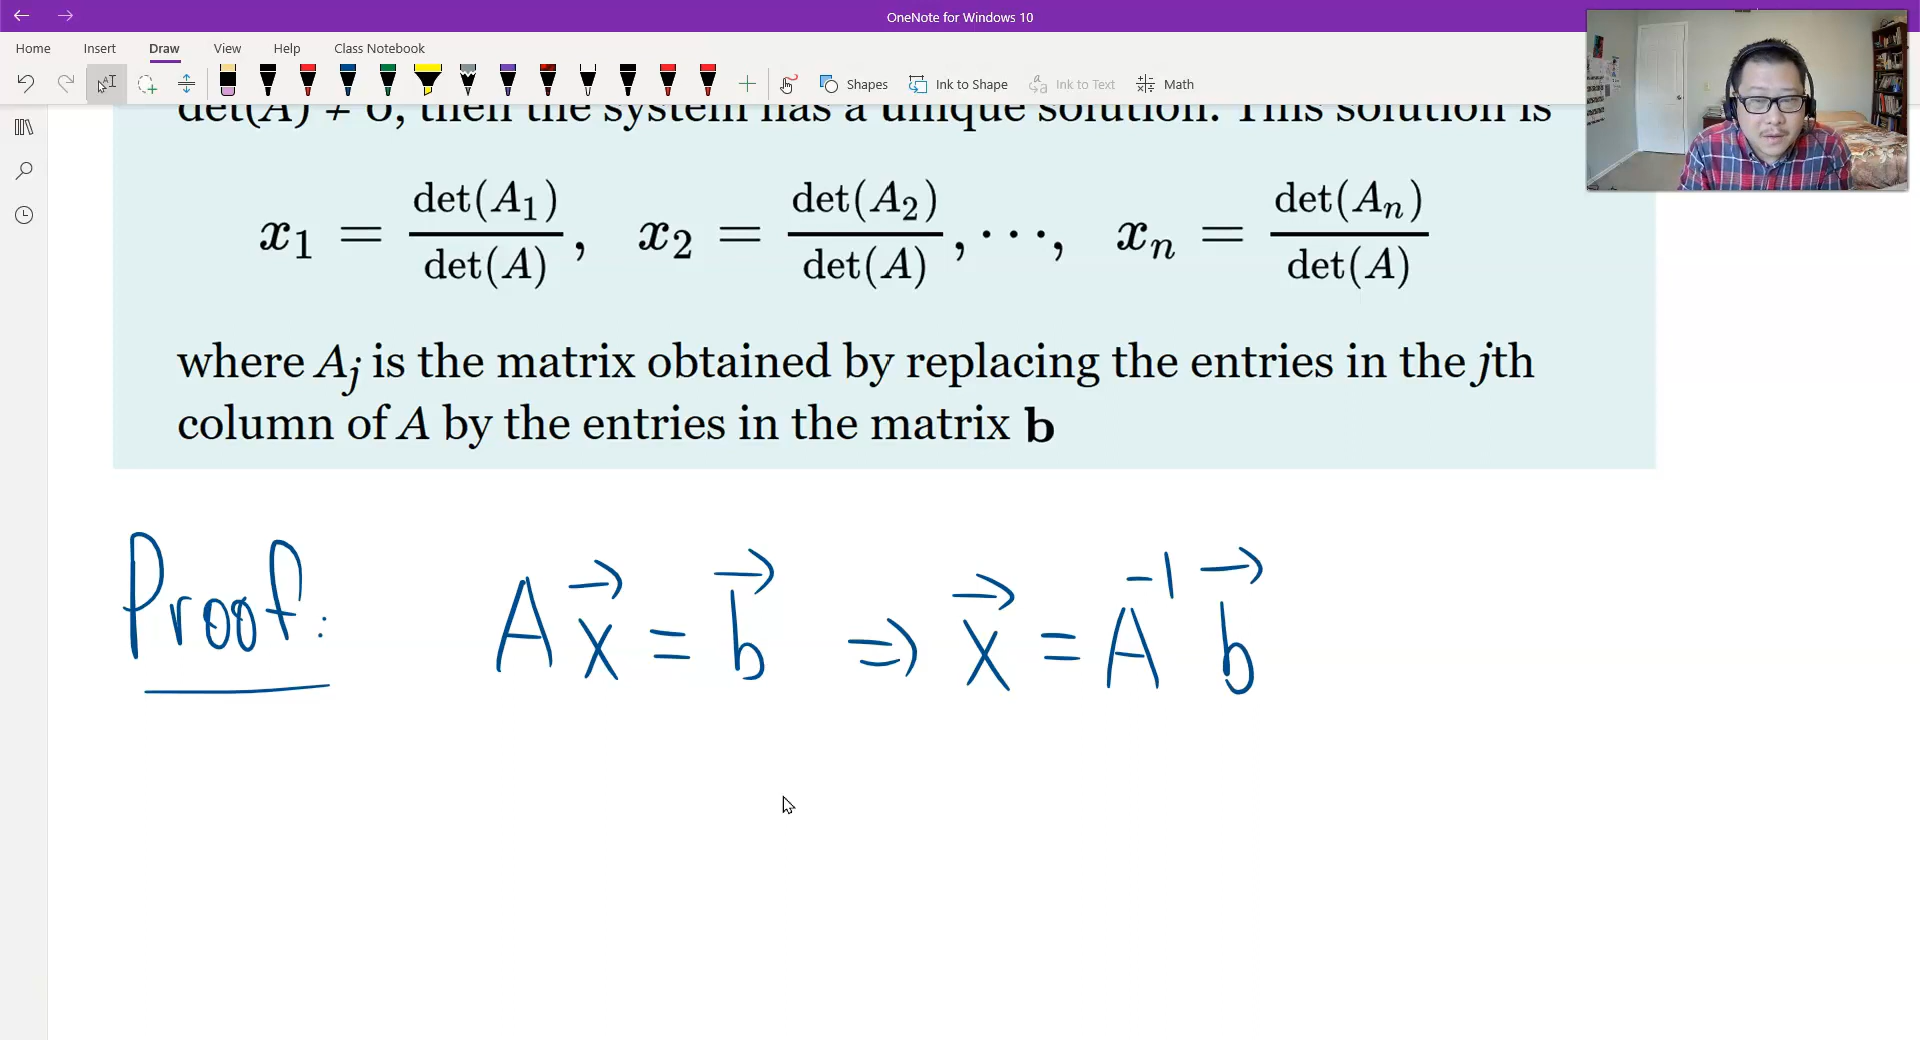 OneNote for Windows 10
Home Insert Draw View Help Class Notebook
Shapes Ink to Shape Ink to Text Math
det(A) ≠ 0, then the system has a unique solution. This solution is
x₁ = det(A₁)/det(A), x₂ = det(A₂)/det(A), ⋯, xₙ = det(Aₙ)/det(A)
where Aⱼ is the matrix obtained by replacing the entries in the jth
column of A by the entries in the matrix b
Proof: Ax⃗ = b⃗ ⇒ x⃗ = A⁻¹ b⃗